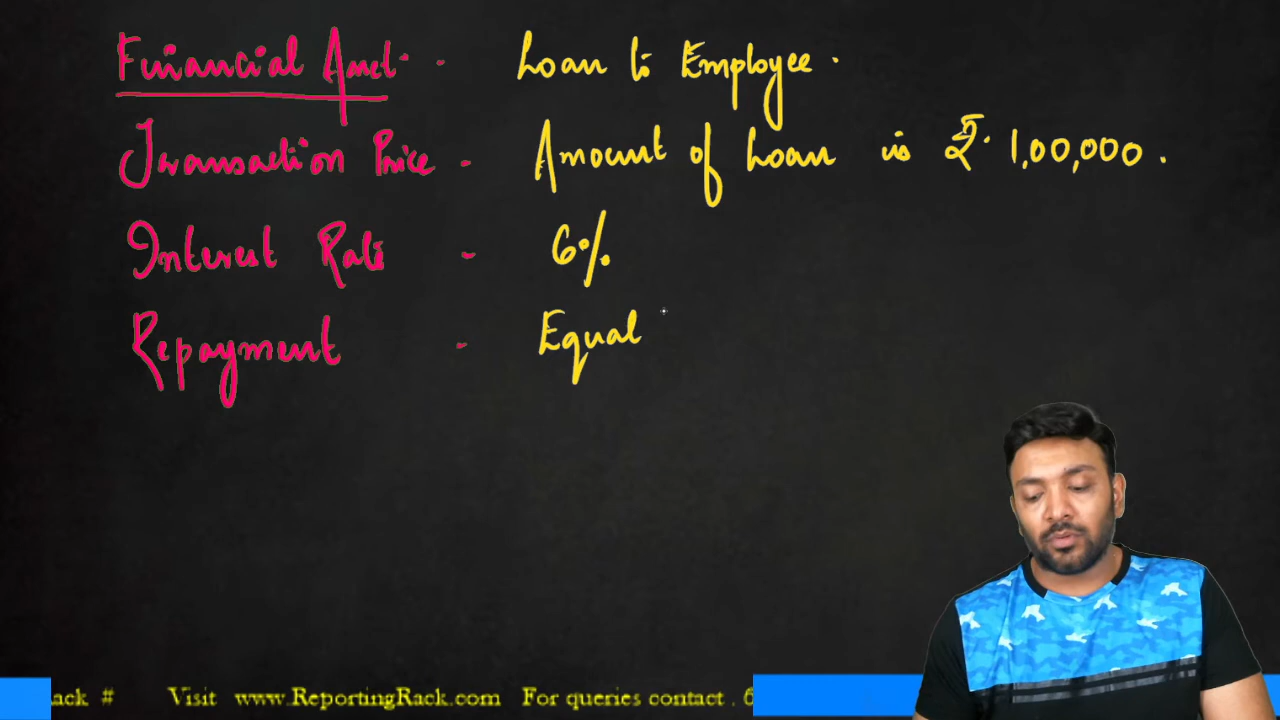 Financial Asset - Loan to Employee.
Transaction Price - Amount of Loan is ₹. 1,00,000.
Interest Rate - 6%
Repayment - Equal
ack # Visit www.ReportingRack.com For queries contact . 6